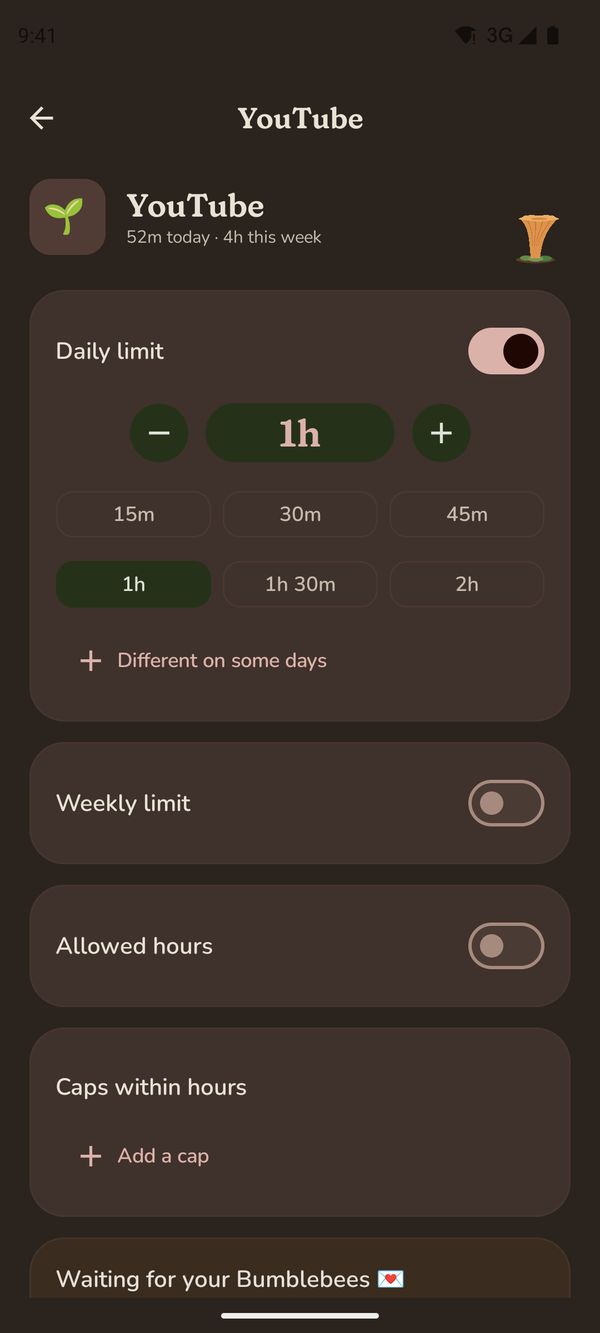 9:41
3G
YouTube
YouTube
52m today · 4h this week
Daily limit
1h
15m
30m
45m
1h
1h 30m
2h
Different on some days
Weekly limit
Allowed hours
Caps within hours
Add a cap
Waiting for your Bumblebees 💌